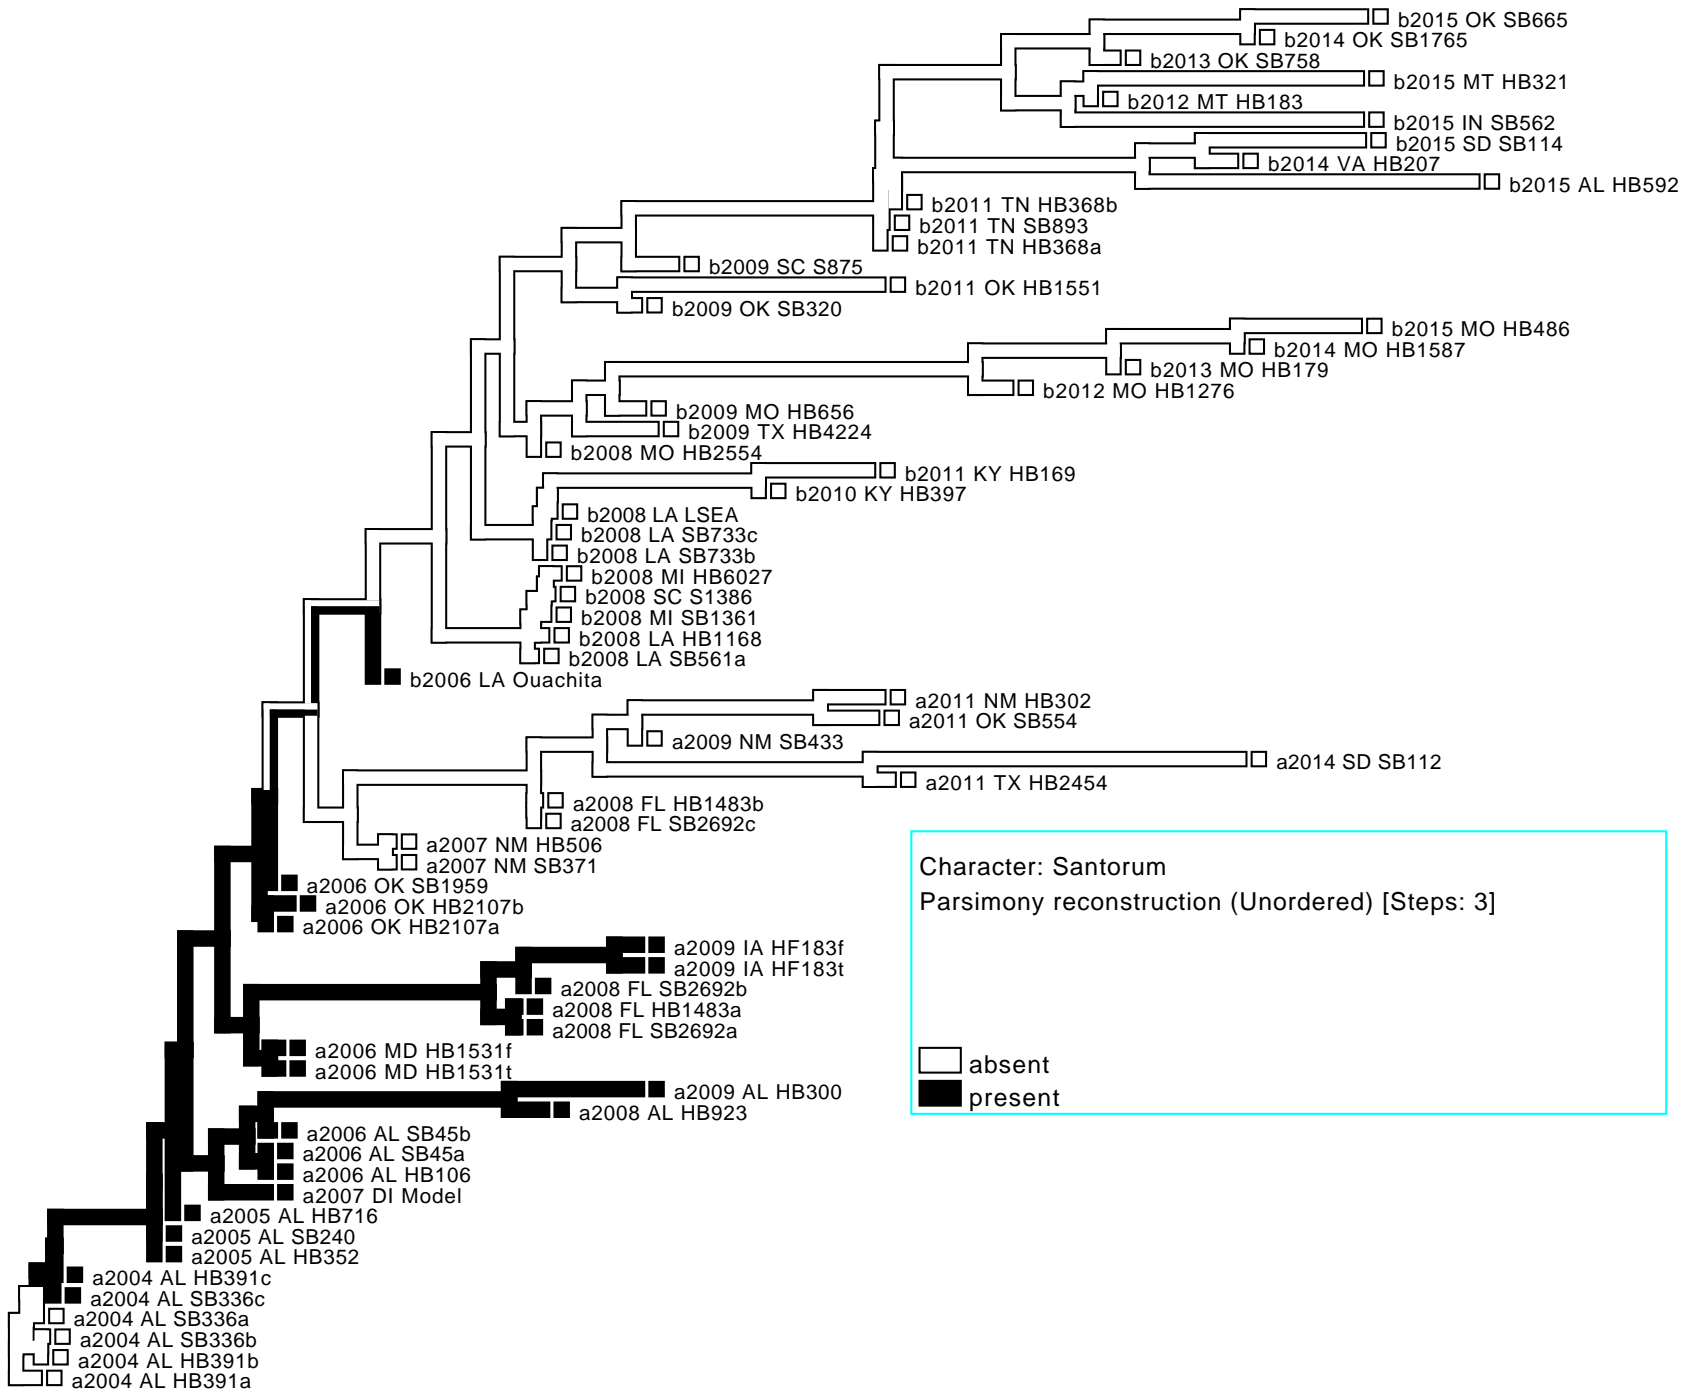 b2015 OK SB665
b2014 OK SB1765
b2013 OK SB758
b2015 MT HB321
b2012 MT HB183
b2015 IN SB562
b2015 SD SB114
b2014 VA HB207
b2015 AL HB592
b2011 TN HB368b
b2011 TN SB893
b2011 TN HB368a
b2009 SC S875
b2011 OK HB1551
b2009 OK SB320
b2015 MO HB486
b2014 MO HB1587
b2013 MO HB179
b2012 MO HB1276
b2009 MO HB656
b2009 TX HB4224
b2008 MO HB2554
b2011 KY HB169
b2010 KY HB397
b2008 LA LSEA
b2008 LA SB733c
b2008 LA SB733b
b2008 MI HB6027
b2008 SC S1386
b2008 MI SB1361
b2008 LA HB1168
b2008 LA SB561a
b2006 LA Ouachita
a2011 NM HB302
a2011 OK SB554
a2009 NM SB433
a2014 SD SB112
a2011 TX HB2454
a2008 FL HB1483b
a2008 FL SB2692c
a2007 NM HB506
a2007 NM SB371
a2006 OK SB1959
a2006 OK HB2107b
a2006 OK HB2107a
a2009 IA HF183f
a2009 IA HF183t
a2008 FL SB2692b
a2008 FL HB1483a
a2008 FL SB2692a
a2006 MD HB1531f
a2006 MD HB1531t
a2009 AL HB300
a2008 AL HB923
a2006 AL SB45b
a2006 AL SB45a
a2006 AL HB106
a2007 DI Model
a2005 AL HB716
a2005 AL SB240
a2005 AL HB352
a2004 AL HB391c
a2004 AL SB336c
a2004 AL SB336a
a2004 AL SB336b
a2004 AL HB391b
a2004 AL HB391a
Character: Santorum
Parsimony reconstruction (Unordered) [Steps: 3]
absent
present